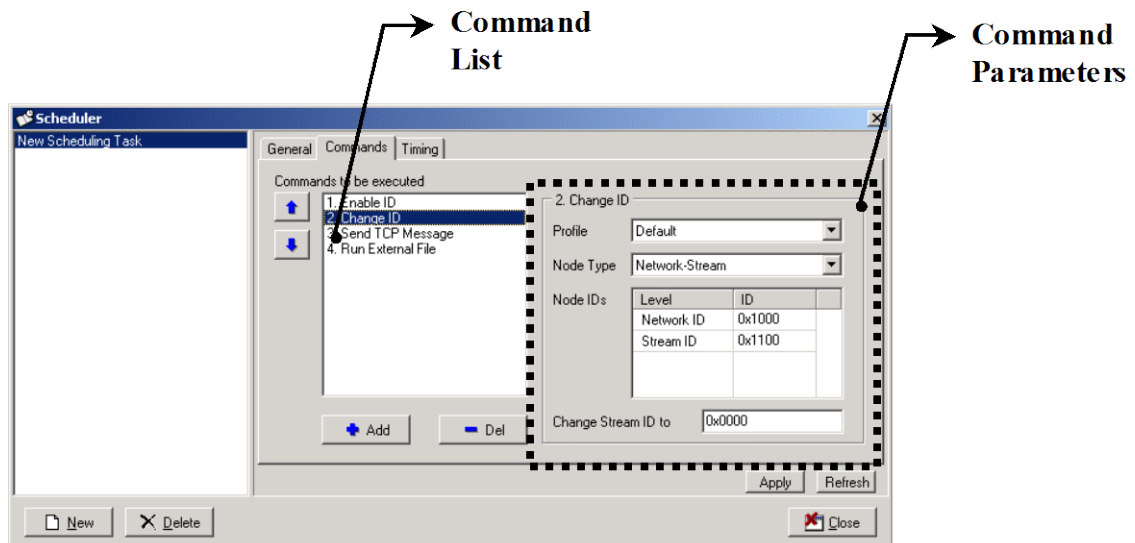 Command
List
Command
Parameters
Scheduler
New Scheduling Task
General Commands Timing
Commands to be executed
1. Enable ID
2. Change ID
3. Send TCP Message
4. Run External File
Add
Del
2. Change ID
Profile Default
Node Type Network-Stream
Node IDs Level ID
Network ID 0x1000
Stream ID 0x1100
Change Stream ID to 0x0000
Apply Refresh
New Delete Close